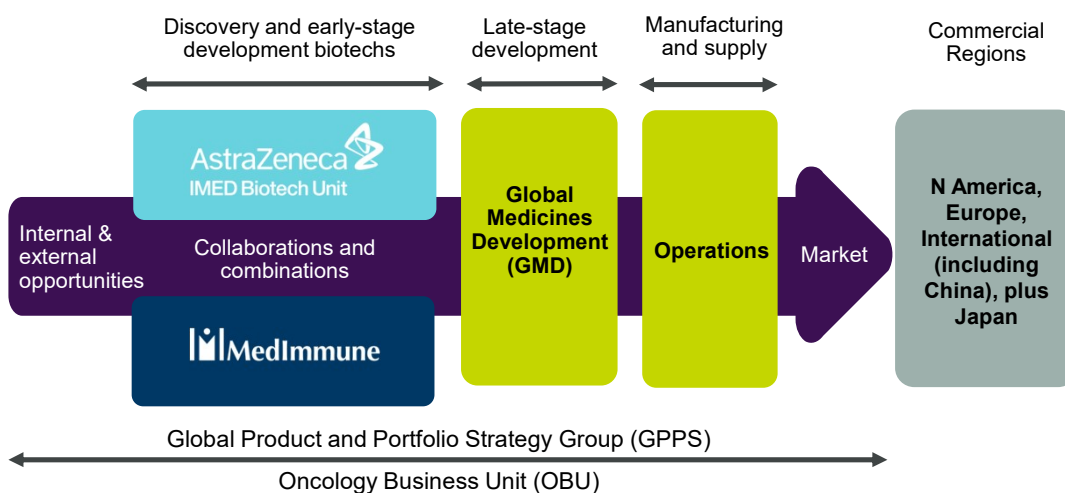 Discovery and early-stage
development biotechs
Late-stage
development
Manufacturing
and supply
Commercial
Regions
Internal &
external
opportunities
AstraZeneca
IMED Biotech Unit
Collaborations and
combinations
MedImmune
Global
Medicines
Development
(GMD)
Operations
Market
N America,
Europe,
International
(including
China), plus
Japan
Global Product and Portfolio Strategy Group (GPPS)
Oncology Business Unit (OBU)